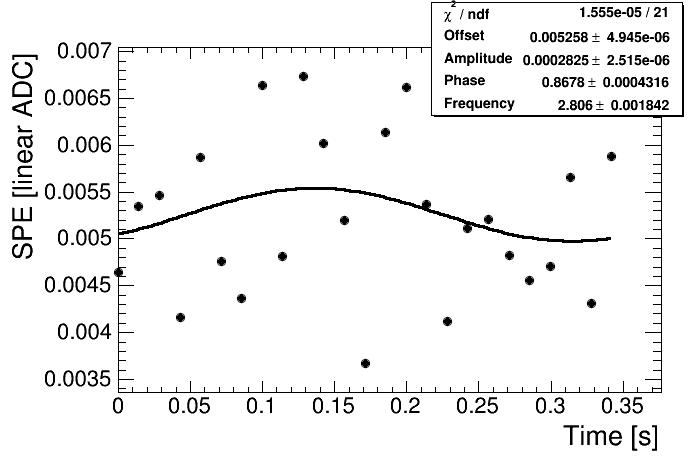 χ² / ndf 1.555e-05 / 21
Offset 0.005258 ± 4.945e-06
Amplitude 0.0002825 ± 2.515e-06
Phase 0.8678 ± 0.0004316
Frequency 2.806 ± 0.001842
SPE [linear ADC]
0.007
0.0065
0.006
0.0055
0.005
0.0045
0.004
0.0035
0 0.05 0.1 0.15 0.2 0.25 0.3 0.35
Time [s]